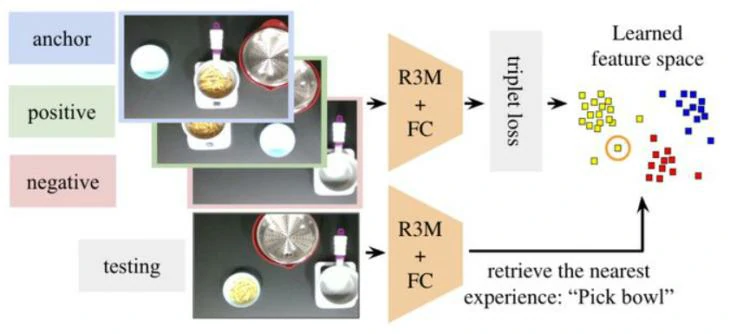 anchor
positive
negative
testing
R3M
+
FC
triplet loss
Learned
feature space
R3M
+
FC
retrieve the nearest
experience: “Pick bowl”